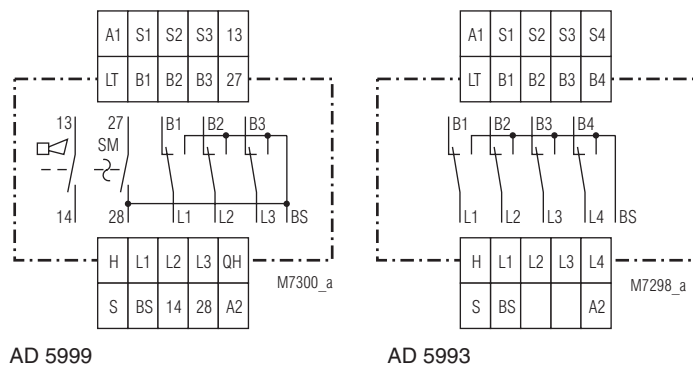 A1 S1 S2 S3 13
LT B1 B2 B3 27
13 27 B1 B2 B3
SM
14 28 L1 L2 L3 BS
H L1 L2 L3 QH
M7300_a
S BS 14 28 A2
AD 5999
A1 S1 S2 S3 S4
LT B1 B2 B3 B4
B1 B2 B3 B4
L1 L2 L3 L4 BS
H L1 L2 L3 L4
M7298_a
S BS A2
AD 5993